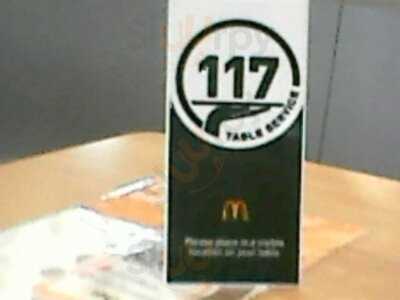 117
TABLE SERVICE
Please place in a visible
location on your table